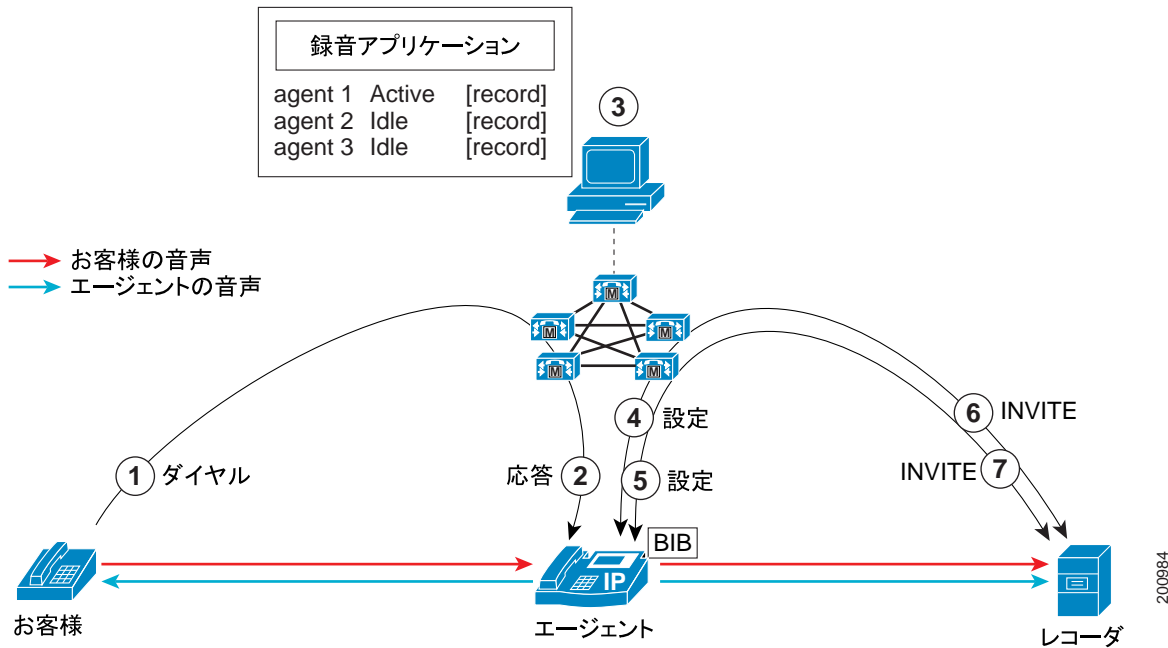 録音アプリケーション
agent 1 Active [record]
agent 2 Idle [record]
agent 3 Idle [record]
3
お客様の音声
エージェントの音声
M
M
M
M
M
1 ダイヤル
応答 2
4 設定
5 設定
6 INVITE
INVITE 7
BIB
IP
お客様
エージェント
レコーダ
200984